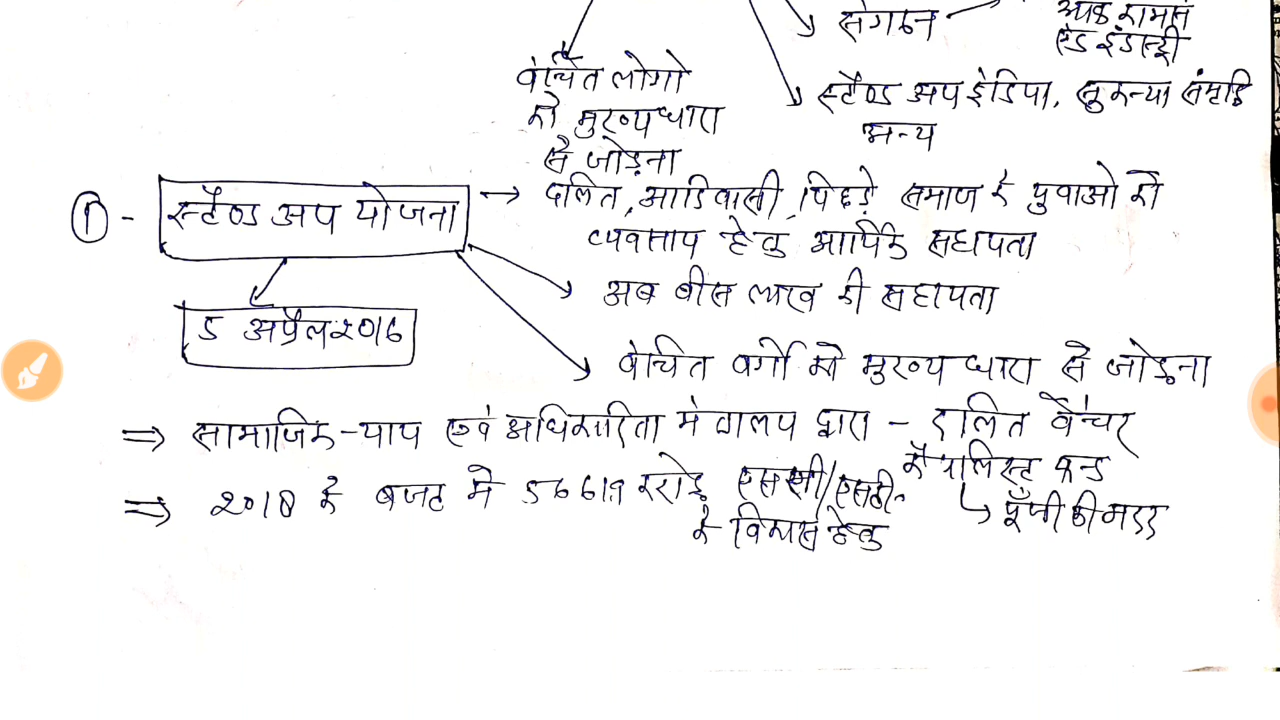 संगठन →
आफ कामर्स
एंड इंडस्ट्री
वंचित लोगो
को मुख्यधारा
से जोड़ना
स्टैण्ड अप इंडिया, सुकन्या संमृद्धि
अन्य
① - स्टैण्ड अप योजना → दलित, आदिवासी, पिछड़े समाज के युवाओ को
व्यवसाय हेतु आर्थिक सहायता
अब बीस लाख की सहायता
5 अप्रैल 2016
वंचित वर्गो को मुख्य धारा से जोड़ना
⇒ सामाजिक न्याय एवं अधिकारिता मंत्रालय द्वारा - दलित वेंचर
कैपलिस्ट फन्ड
↳ पूँजी की मदद
⇒ 2018 के बजट मे 56619 करोड़ एससी/एसटी
के विकास हेतु